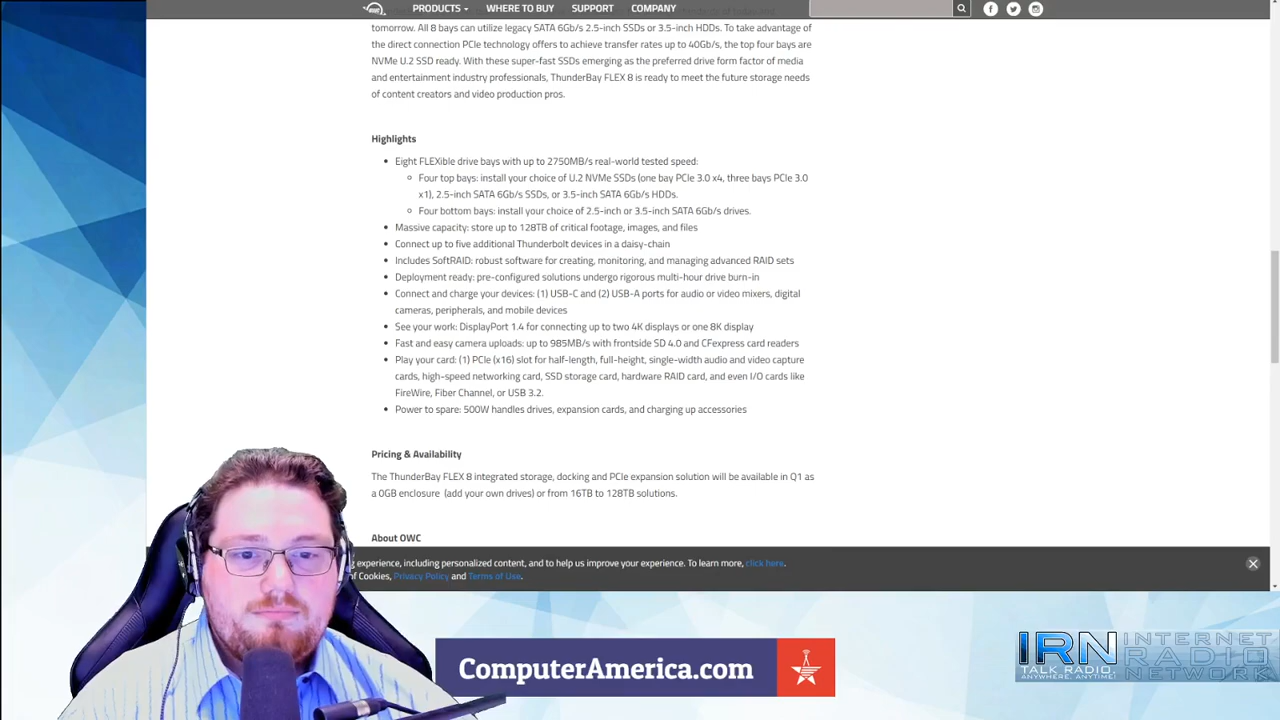 PRODUCTS WHERE TO BUY SUPPORT COMPANY
tomorrow. All 8 bays can utilize legacy SATA 6Gb/s 2.5-inch SSDs or 3.5-inch HDDs. To take advantage of
the direct connection PCIe technology offers to achieve transfer rates up to 40Gb/s, the top four bays are
NVMe U.2 SSD ready. With these super-fast SSDs emerging as the preferred drive form factor of media
and entertainment industry professionals, ThunderBay FLEX 8 is ready to meet the future storage needs
of content creators and video production pros.
Highlights
Eight FLEXible drive bays with up to 2750MB/s real-world tested speed:
Four top bays: install your choice of U.2 NVMe SSDs (one bay PCIe 3.0 x4, three bays PCIe 3.0
x1), 2.5-inch SATA 6Gb/s SSDs, or 3.5-inch SATA 6Gb/s HDDs.
Four bottom bays: install your choice of 2.5-inch or 3.5-inch SATA 6Gb/s drives.
Massive capacity: store up to 128TB of critical footage, images, and files
Connect up to five additional Thunderbolt devices in a daisy-chain
Includes SoftRAID: robust software for creating, monitoring, and managing advanced RAID sets
Deployment ready: pre-configured solutions undergo rigorous multi-hour drive burn-in
Connect and charge your devices: (1) USB-C and (2) USB-A ports for audio or video mixers, digital
cameras, peripherals, and mobile devices
See your work: DisplayPort 1.4 for connecting up to two 4K displays or one 8K display
Fast and easy camera uploads: up to 985MB/s with frontside SD 4.0 and CFexpress card readers
Play your card: (1) PCIe (x16) slot for half-length, full-height, single-width audio and video capture
cards, high-speed networking card, SSD storage card, hardware RAID card, and even I/O cards like
FireWire, Fiber Channel, or USB 3.2.
Power to spare: 500W handles drives, expansion cards, and charging up accessories
Pricing & Availability
The ThunderBay FLEX 8 integrated storage, docking and PCIe expansion solution will be available in Q1 as
a 0GB enclosure (add your own drives) or from 16TB to 128TB solutions.
About OWC
experience, including personalized content, and to help us improve your experience. To learn more, click here.
of Cookies, Privacy Policy and Terms of Use.
ComputerAmerica.com
IRN INTERNET
RADIO
TALK RADIO
NETWORK
ANYWHERE, ANYTIME!